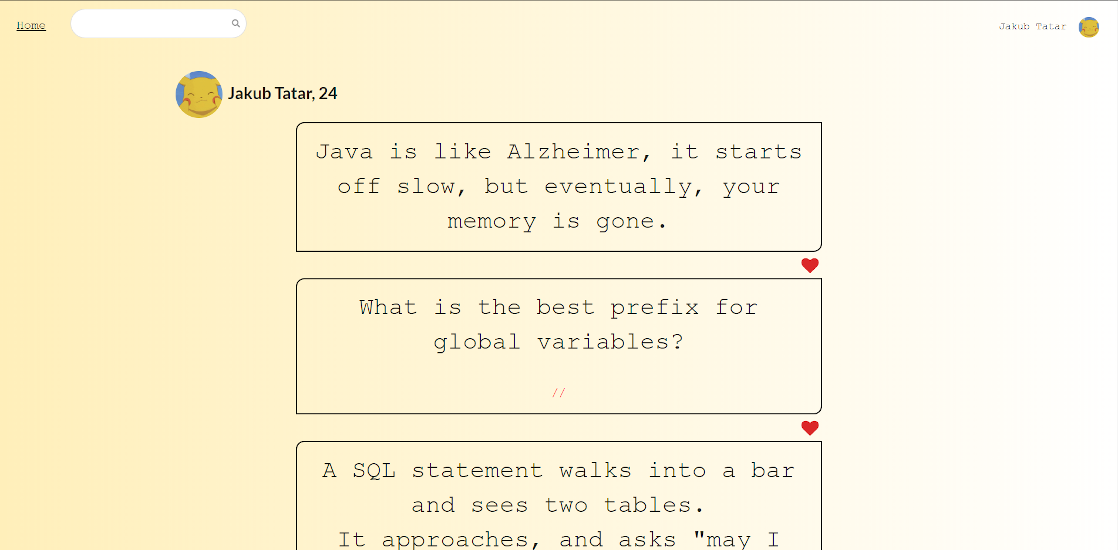 Home
Jakub Tatar
Jakub Tatar, 24
Java is like Alzheimer, it starts
off slow, but eventually, your
memory is gone.
What is the best prefix for
global variables?
//
A SQL statement walks into a bar
and sees two tables.
It approaches, and asks "may I